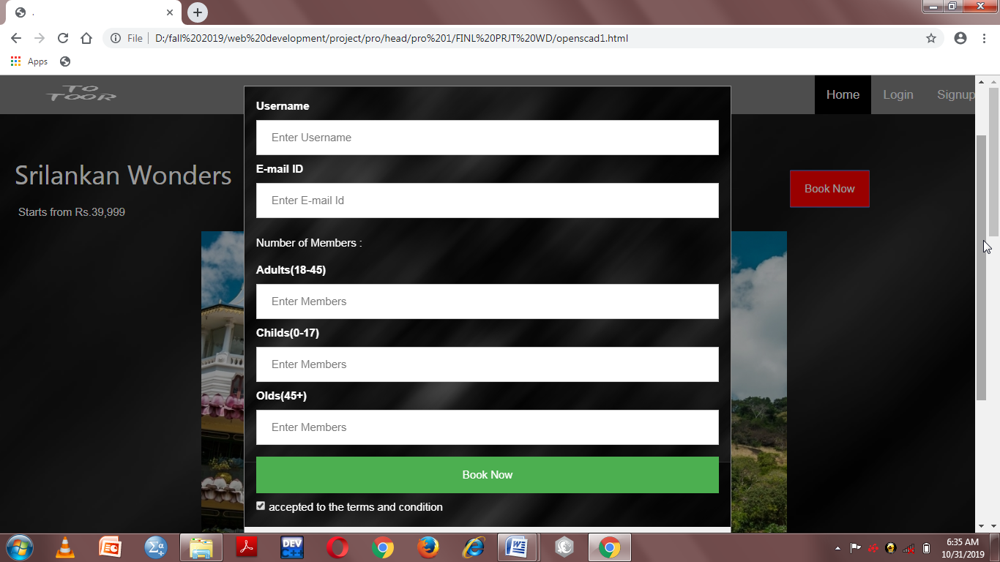 .
File D:/fall%202019/web%20development/project/pro/head/pro%201/FINL%20PRJT%20WD/openscad1.html
Apps
TO
TOOR
Home Login Signup
Username
Enter Username
Srilankan Wonders
E-mail ID
Book Now
Enter E-mail Id
Starts from Rs.39,999
Number of Members :
Adults(18-45)
Enter Members
Childs(0-17)
Enter Members
Olds(45+)
Enter Members
Book Now
accepted to the terms and condition
DEV
C++
6:35 AM
10/31/2019